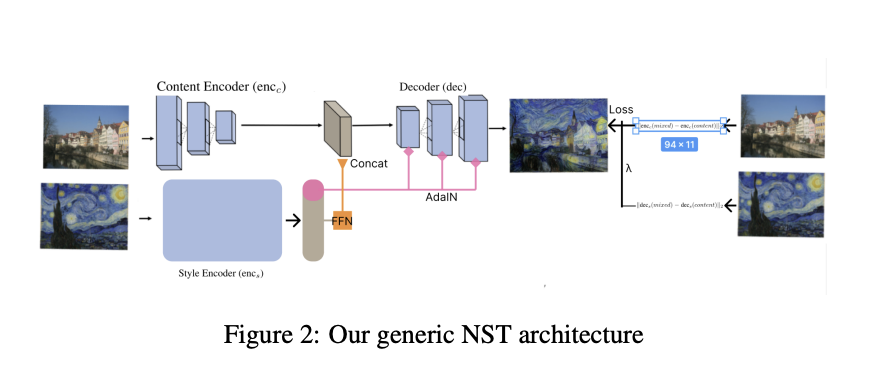 Content Encoder (enc_c)
Decoder (dec)
Loss
||enc_c(mixed) − enc_c(content)||_2
94 × 11
Concat
λ
AdaIN
FFN
||dec_s(mixed) − dec_s(content)||_2
Style Encoder (enc_s)
Figure 2: Our generic NST architecture